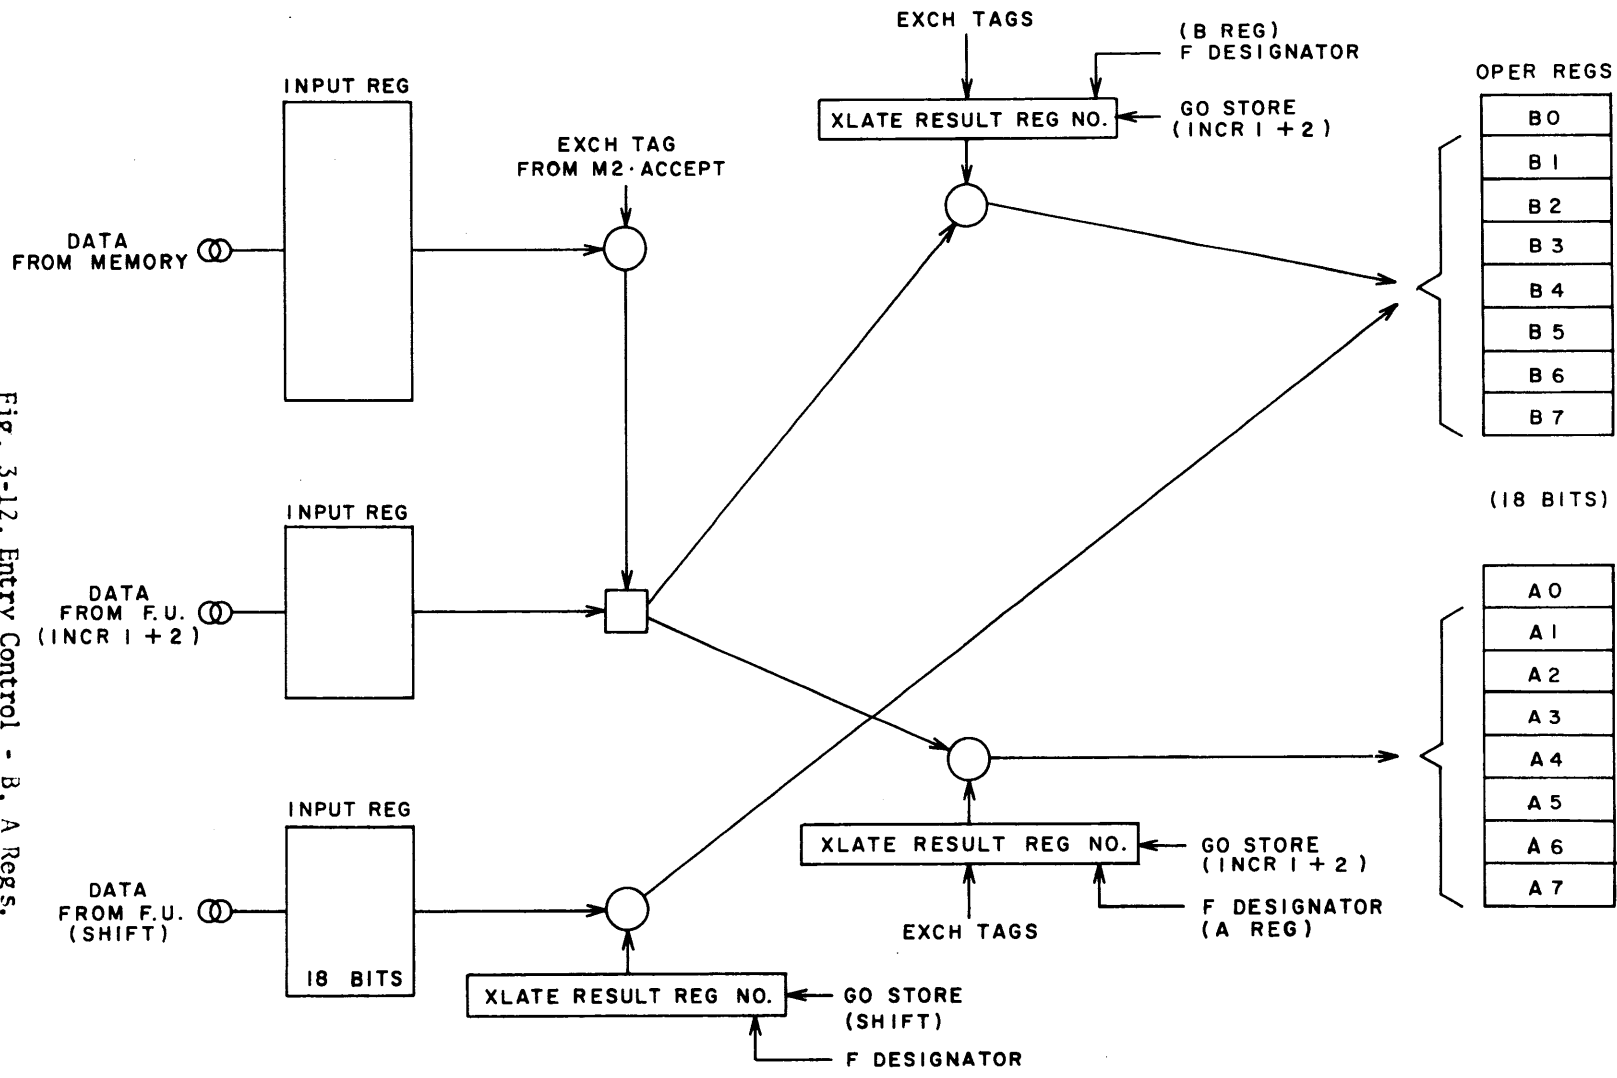 EXCH TAGS
(B REG)
F DESIGNATOR
OPER REGS
INPUT REG
XLATE RESULT REG NO.
GO STORE
(INCR 1 + 2)
B0
B1
B2
B3
B4
B5
B6
B7
EXCH TAG
FROM M2·ACCEPT
DATA
FROM MEMORY
(18 BITS)
INPUT REG
DATA
FROM F.U.
(INCR 1 + 2)
A0
A1
A2
A3
A4
A5
A6
A7
INPUT REG
XLATE RESULT REG NO.
GO STORE
(INCR 1 + 2)
F DESIGNATOR
(A REG)
EXCH TAGS
DATA
FROM F.U.
(SHIFT)
18 BITS
XLATE RESULT REG NO.
GO STORE
(SHIFT)
F DESIGNATOR
Fig. 3-12. Entry Control - B, A Regs.